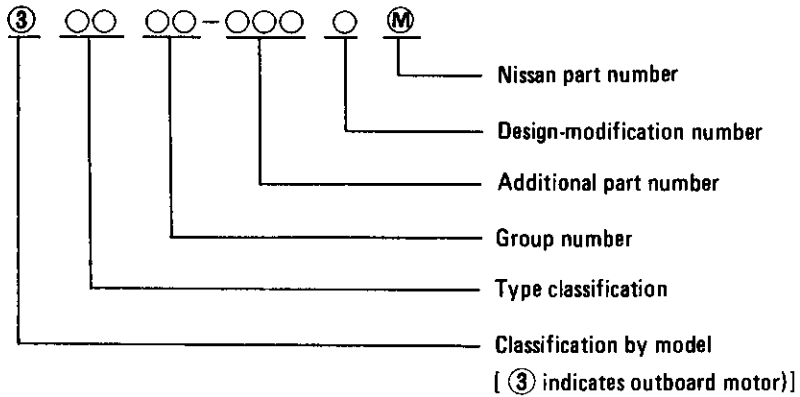 ③ ○○ ○○-○○○ ○ Ⓜ
Nissan part number
Design-modification number
Additional part number
Group number
Type classification
Classification by model
[ ③ indicates outboard motor)]